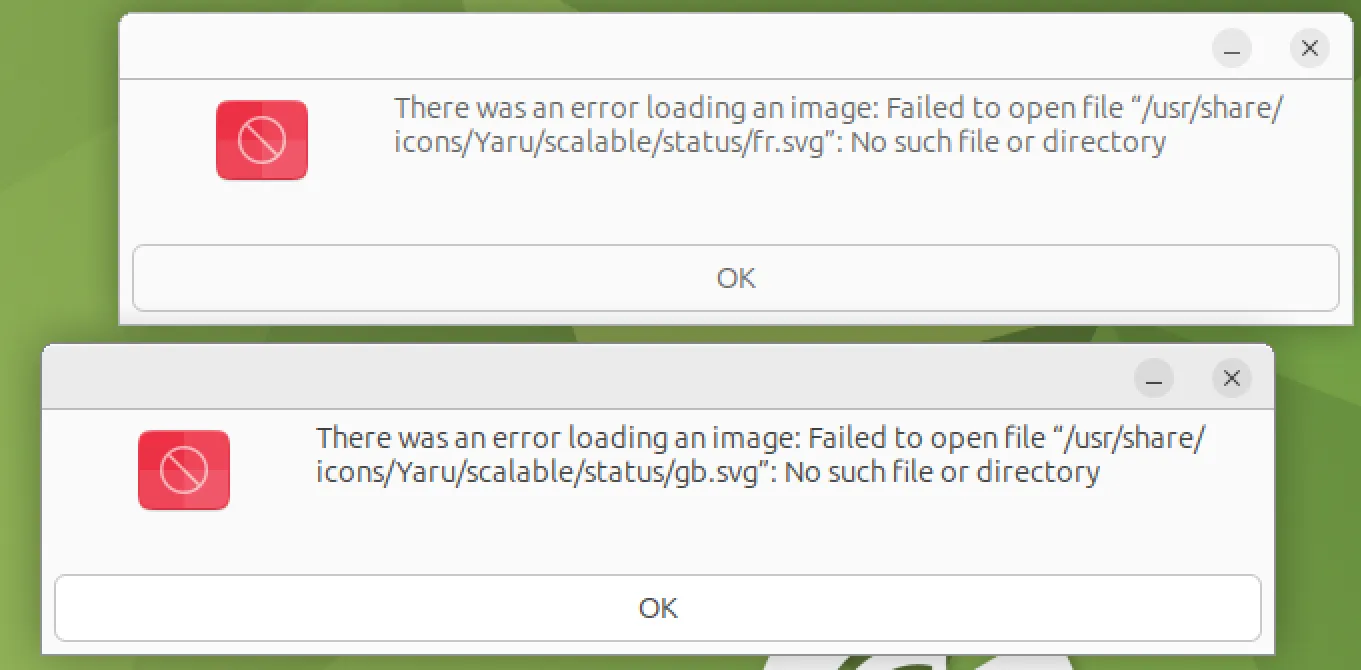 There was an error loading an image: Failed to open file “/usr/share/
icons/Yaru/scalable/status/fr.svg”: No such file or directory
OK
There was an error loading an image: Failed to open file “/usr/share/
icons/Yaru/scalable/status/gb.svg”: No such file or directory
OK